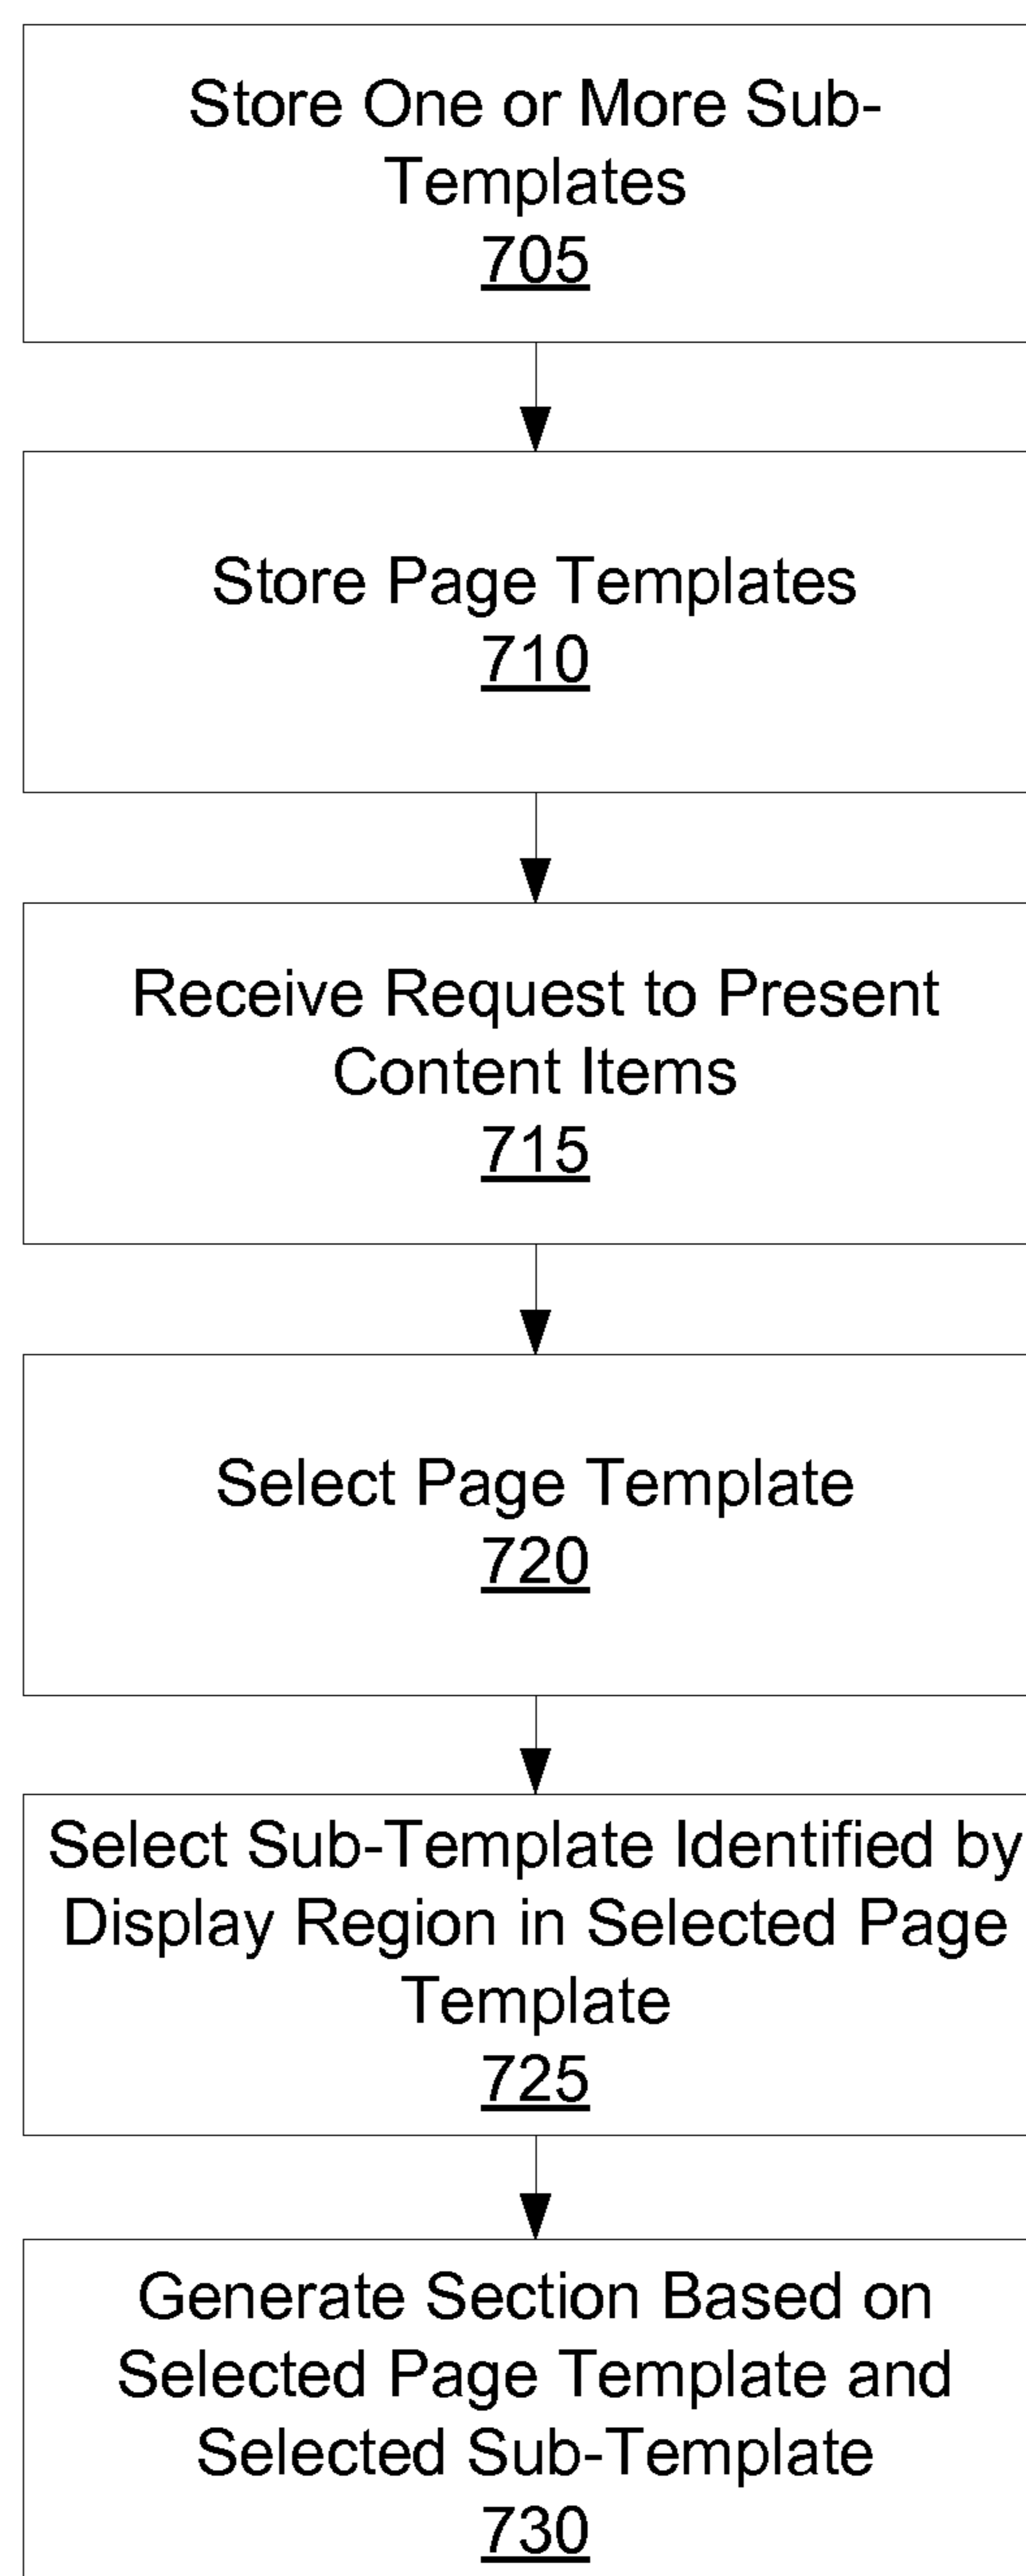 Store One or More Sub-
Templates
705
Store Page Templates
710
Receive Request to Present
Content Items
715
Select Page Template
720
Select Sub-Template Identified by
Display Region in Selected Page
Template
725
Generate Section Based on
Selected Page Template and
Selected Sub-Template
730